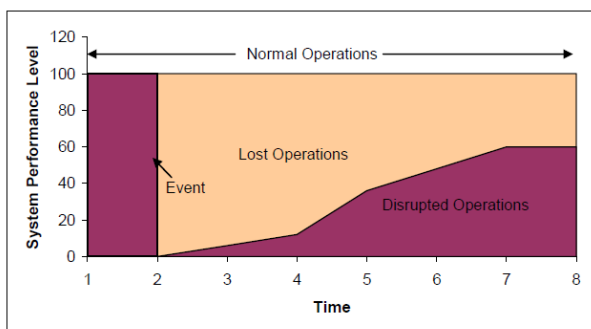 120
Normal Operations
100
80
60
40
20
0
System Performance Level
Lost Operations
Event
Disrupted Operations
1 2 3 4 5 6 7 8
Time